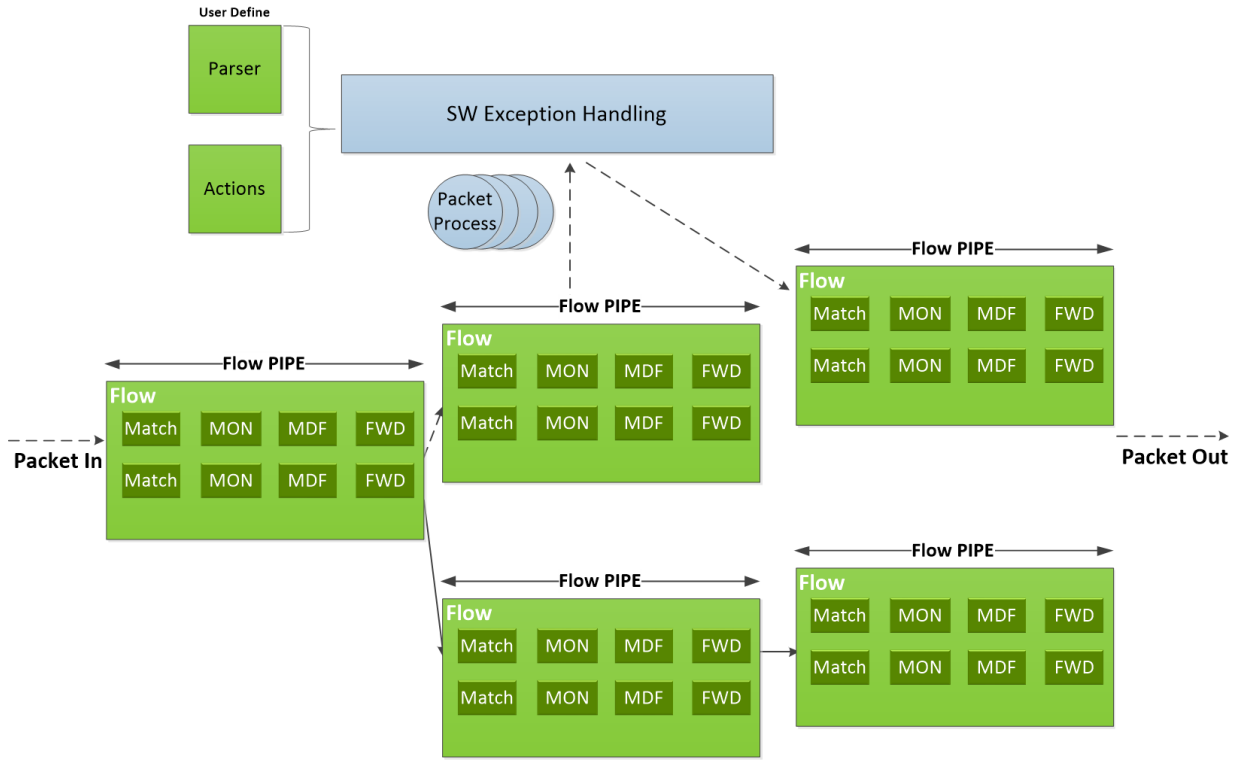 User Define
Parser
SW Exception Handling
Actions
Packet
Process
Flow PIPE
Flow
Match MON MDF FWD
Match MON MDF FWD
Flow PIPE
Flow
Match MON MDF FWD
Match MON MDF FWD
Flow PIPE
Flow
Match MON MDF FWD
Match MON MDF FWD
Packet In
Packet Out
Flow PIPE
Flow
Match MON MDF FWD
Match MON MDF FWD
Flow PIPE
Flow
Match MON MDF FWD
Match MON MDF FWD